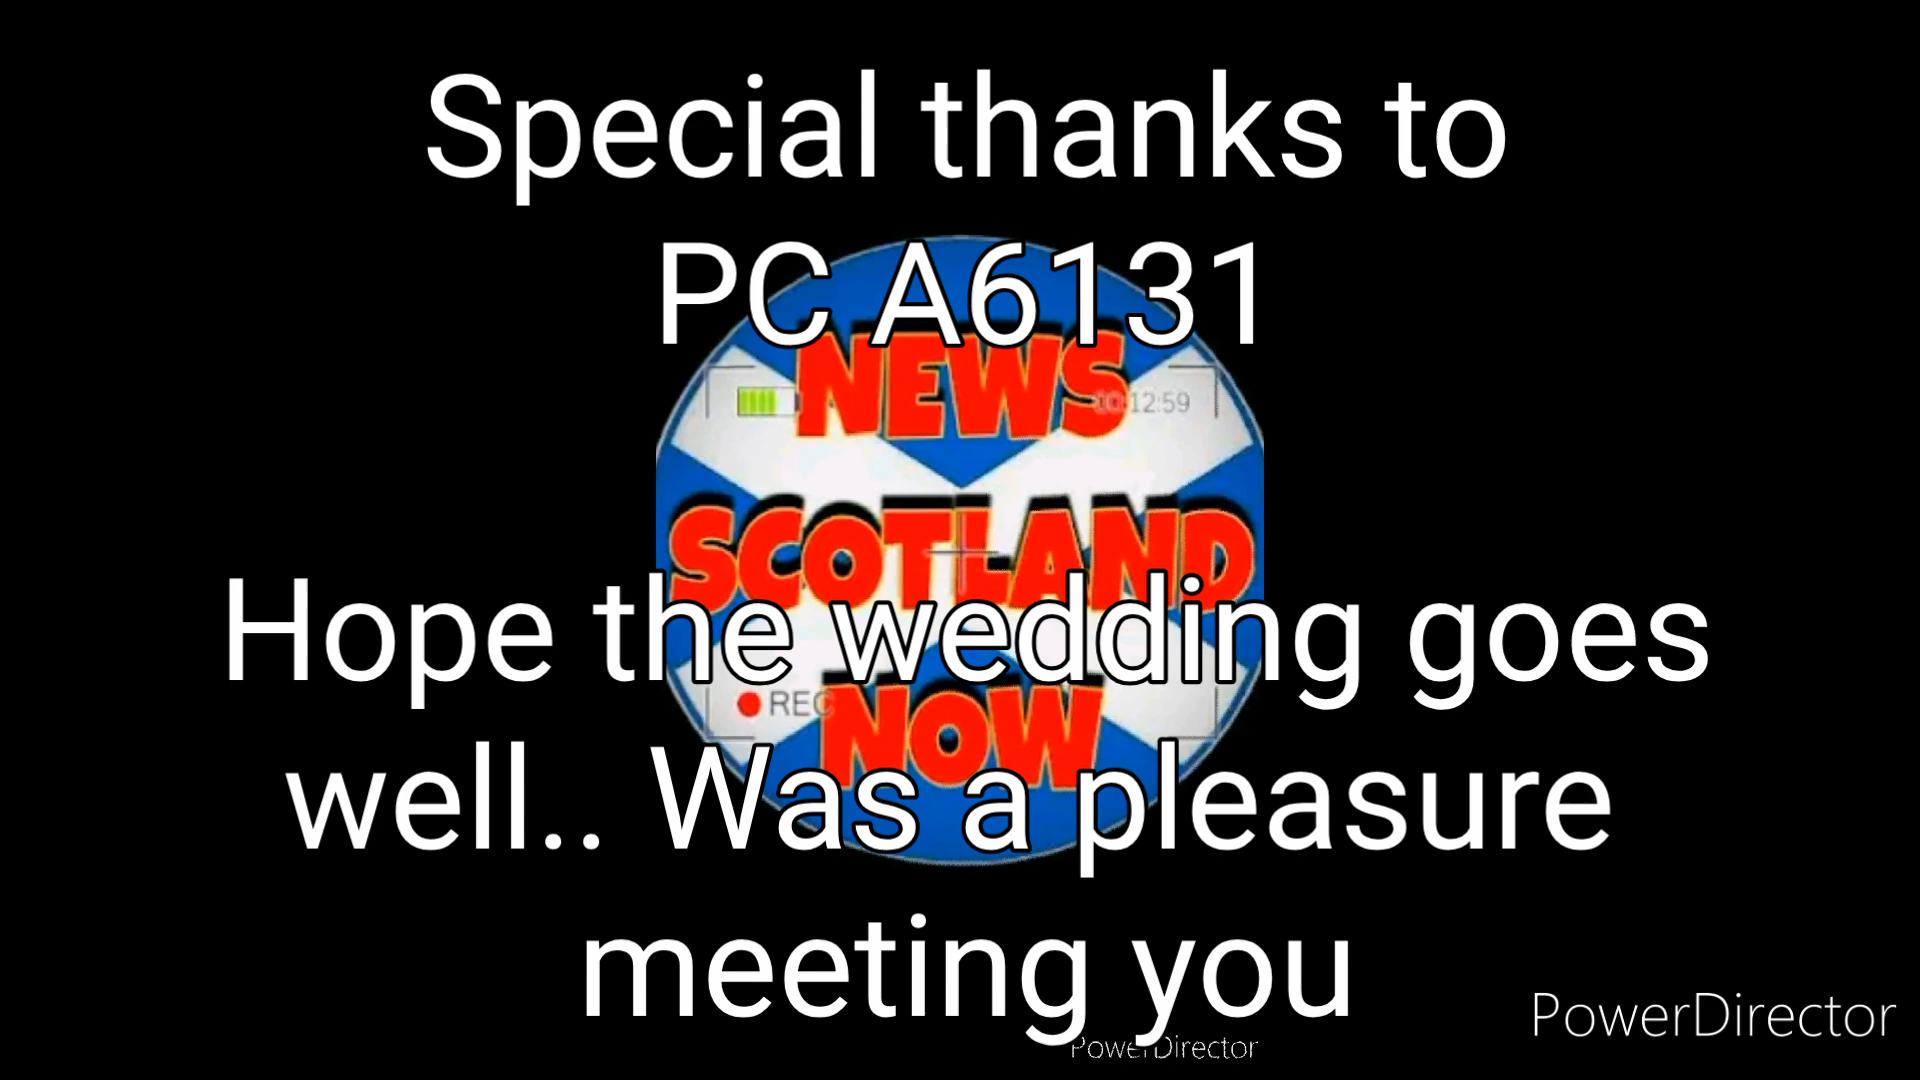 Special thanks to
PC A6131
NEWS
00:12:59
SCOTLAND
Hope the wedding goes
REC
NOW
well.. Was a pleasure
meeting you
PowerDirector
PowerDirector